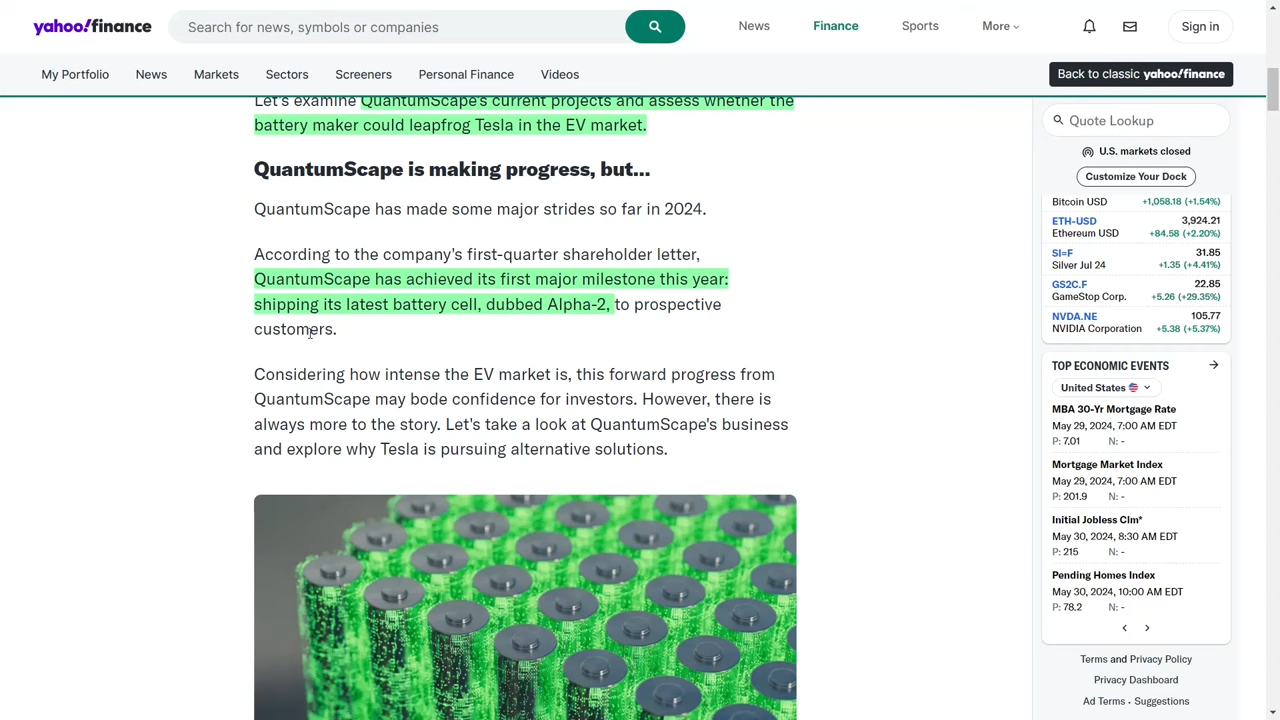 yahoo!finance
Search for news, symbols or companies
News
Finance
Sports
More
Sign in
My Portfolio
News
Markets
Sectors
Screeners
Personal Finance
Videos
Back to classic yahoo!finance
Let's examine QuantumScape's current projects and assess whether the
battery maker could leapfrog Tesla in the EV market.
QuantumScape is making progress, but...
QuantumScape has made some major strides so far in 2024.
According to the company's first-quarter shareholder letter,
QuantumScape has achieved its first major milestone this year:
shipping its latest battery cell, dubbed Alpha-2, to prospective
customers.
Considering how intense the EV market is, this forward progress from
QuantumScape may bode confidence for investors. However, there is
always more to the story. Let's take a look at QuantumScape's business
and explore why Tesla is pursuing alternative solutions.
Quote Lookup
U.S. markets closed
Customize Your Dock
Bitcoin USD +1,058.18 (+1.54%)
ETH-USD 3,924.21
Ethereum USD +84.58 (+2.20%)
SI=F 31.85
Silver Jul 24 +1.35 (+4.41%)
GS2C.F 22.85
GameStop Corp. +5.26 (+29.35%)
NVDA.NE 105.77
NVIDIA Corporation +5.38 (+5.37%)
TOP ECONOMIC EVENTS
United States
MBA 30-Yr Mortgage Rate
May 29, 2024, 7:00 AM EDT
P: 7.01 N: -
Mortgage Market Index
May 29, 2024, 7:00 AM EDT
P: 201.9 N: -
Initial Jobless Clm*
May 30, 2024, 8:30 AM EDT
P: 215 N: -
Pending Homes Index
May 30, 2024, 10:00 AM EDT
P: 78.2 N: -
Terms and Privacy Policy
Privacy Dashboard
Ad Terms • Suggestions